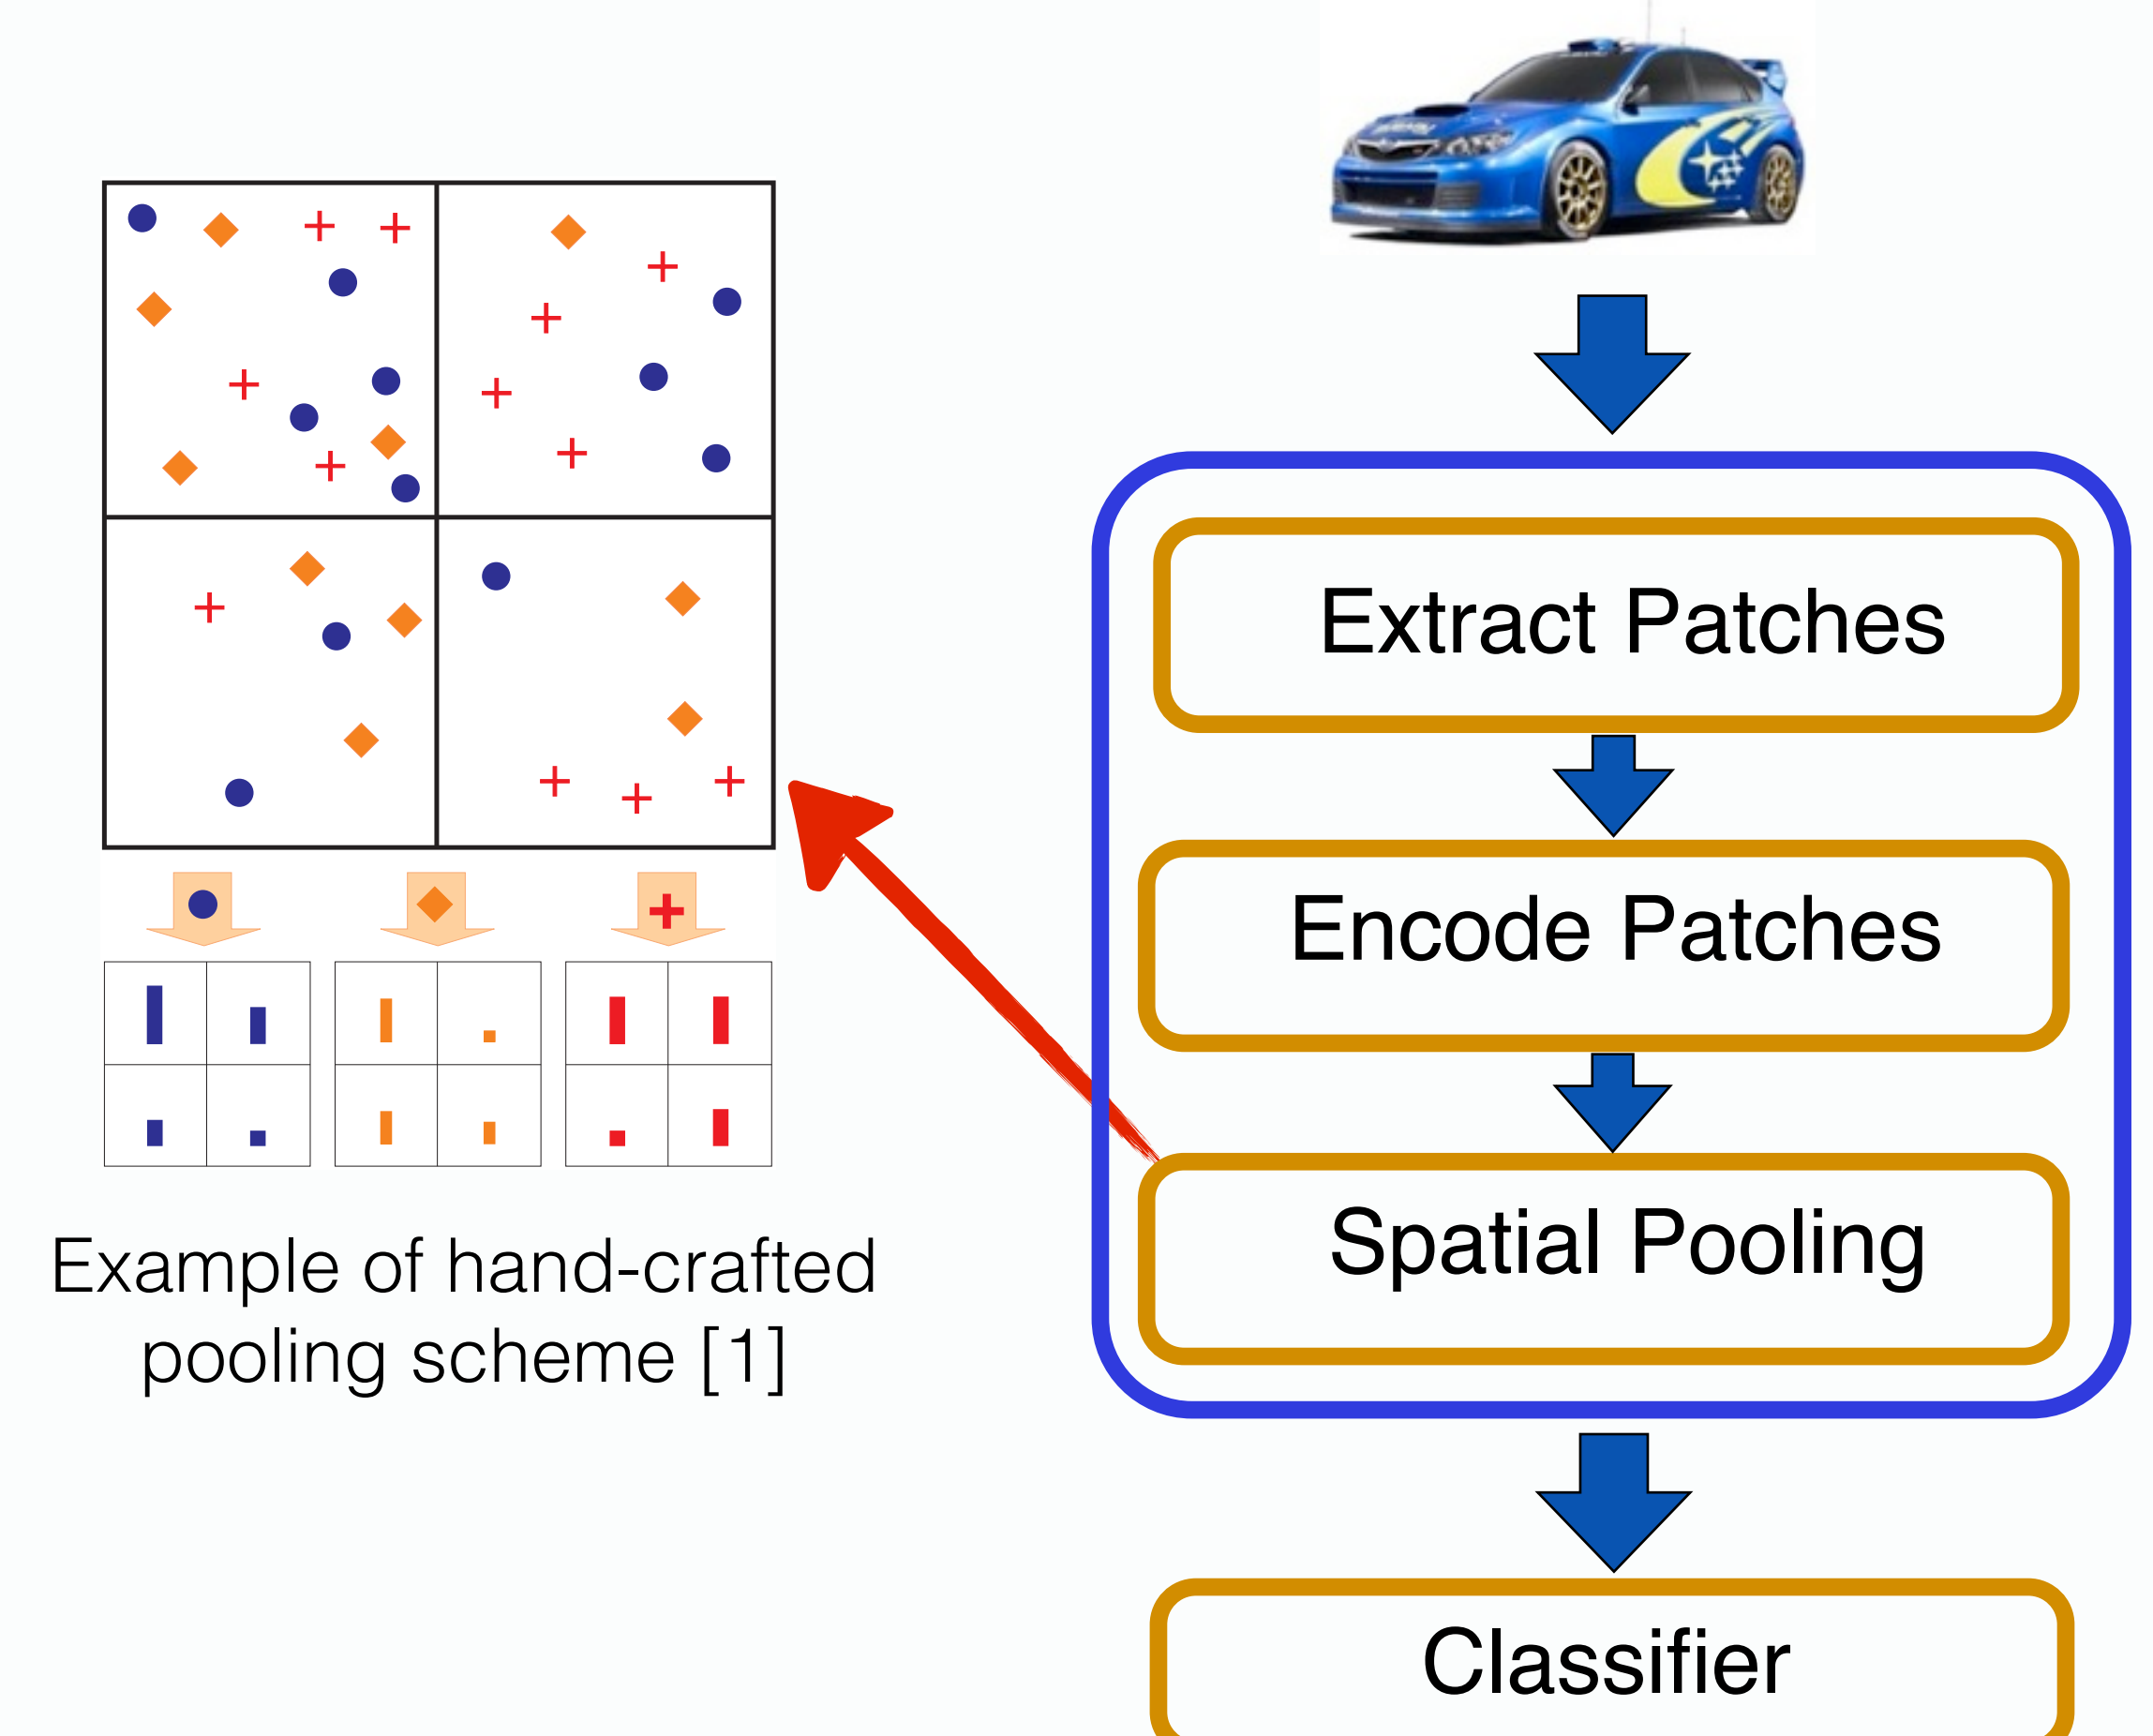 Extract Patches
Encode Patches
Spatial Pooling
Classifier
Example of hand-crafted
pooling scheme [1]